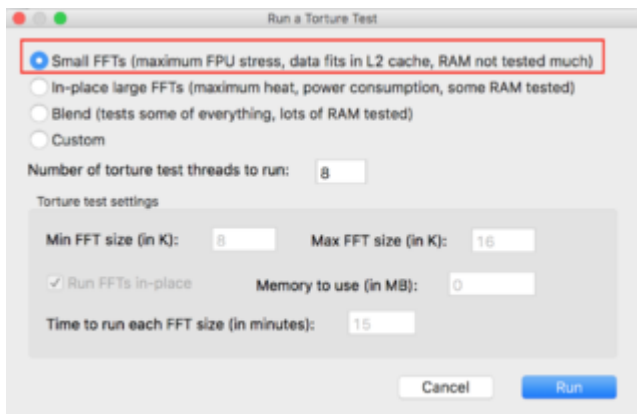 Run a Torture Test
Small FFTs (maximum FPU stress, data fits in L2 cache, RAM not tested much)
In-place large FFTs (maximum heat, power consumption, some RAM tested)
Blend (tests some of everything, lots of RAM tested)
Custom
Number of torture test threads to run: 8
Torture test settings
Min FFT size (in K): 8 Max FFT size (in K): 16
Run FFTs in-place Memory to use (in MB): 0
Time to run each FFT size (in minutes): 15
Cancel Run